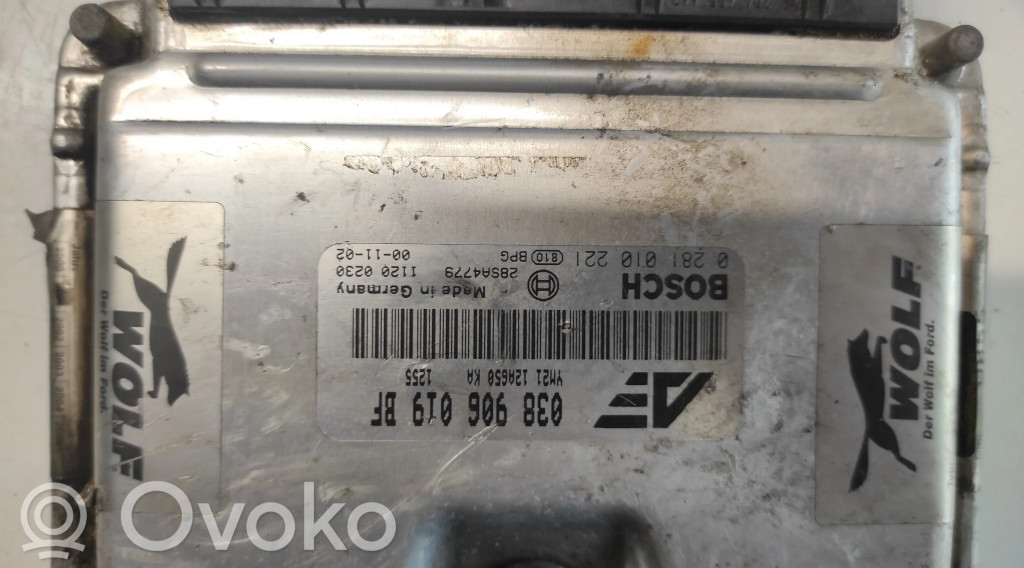 038 906 019 BF
YM21 12A650 KA 1255
BOSCH
Made in Germany
0 281 010 221
28SA4779 1120 0230
810 BPG 00-11-02
WOLF
Der Wolf im Ford.
WOLF
Der Wolf im Ford.
Ovoko